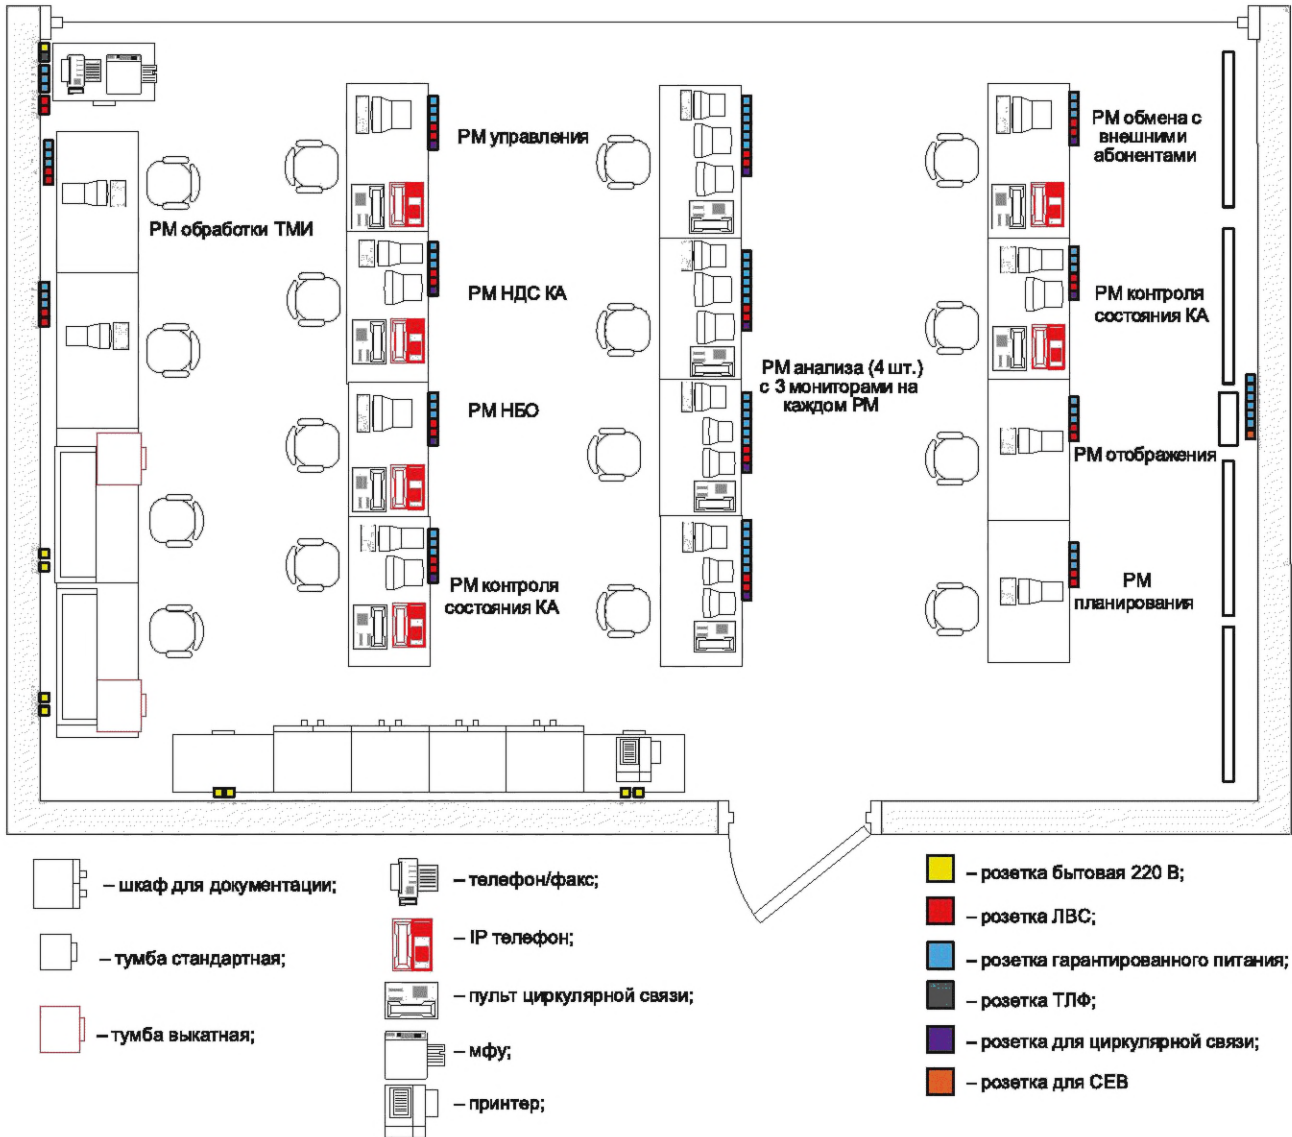 РМ управления
РМ обмена с
внешними
абонентами
РМ обработки ТМИ
РМ НДС КА
РМ контроля
состояния КА
РМ анализа (4 шт.)
с 3 мониторами на
каждом РМ
РМ НБО
РМ отображения
РМ контроля
состояния КА
РМ
планирования
– шкаф для документации;
– тумба стандартная;
– тумба выкатная;
– телефон/факс;
– IP телефон;
– пульт циркулярной связи;
– мфу;
– принтер;
– розетка бытовая 220 В;
– розетка ЛВС;
– розетка гарантированного питания;
– розетка ТЛФ;
– розетка для циркулярной связи;
– розетка для СЕВ